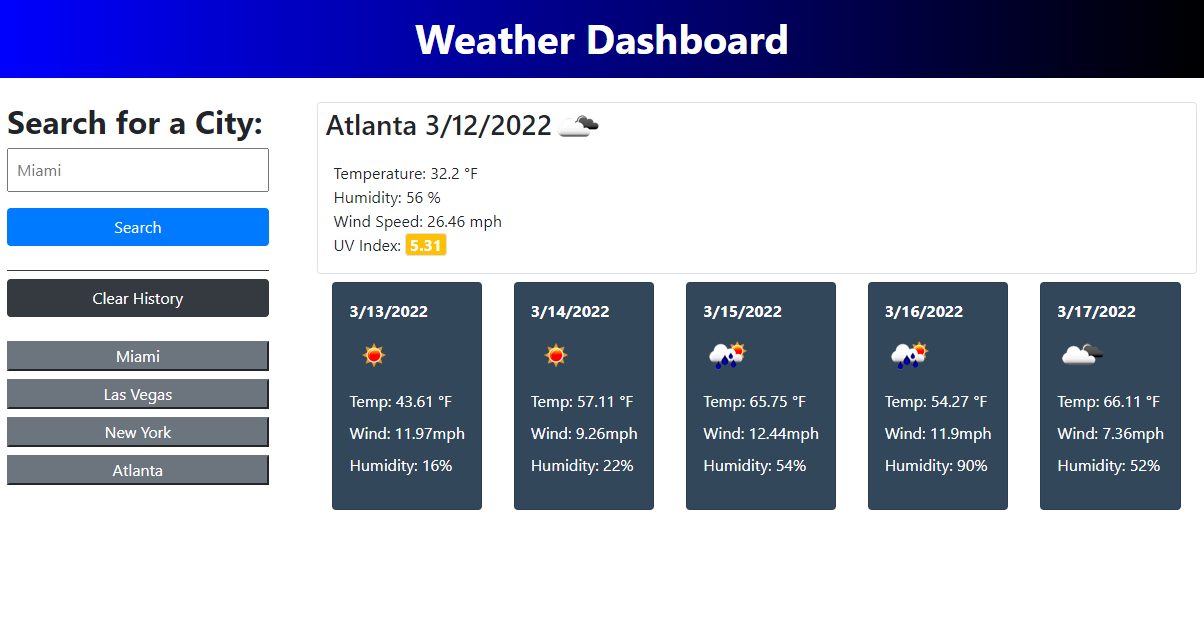 Weather Dashboard
Search for a City:
Miami
Search
Clear History
Miami
Las Vegas
New York
Atlanta
Atlanta 3/12/2022
Temperature: 32.2 °F
Humidity: 56 %
Wind Speed: 26.46 mph
UV Index: 5.31
3/13/2022
Temp: 43.61 °F
Wind: 11.97mph
Humidity: 16%
3/14/2022
Temp: 57.11 °F
Wind: 9.26mph
Humidity: 22%
3/15/2022
Temp: 65.75 °F
Wind: 12.44mph
Humidity: 54%
3/16/2022
Temp: 54.27 °F
Wind: 11.9mph
Humidity: 90%
3/17/2022
Temp: 66.11 °F
Wind: 7.36mph
Humidity: 52%